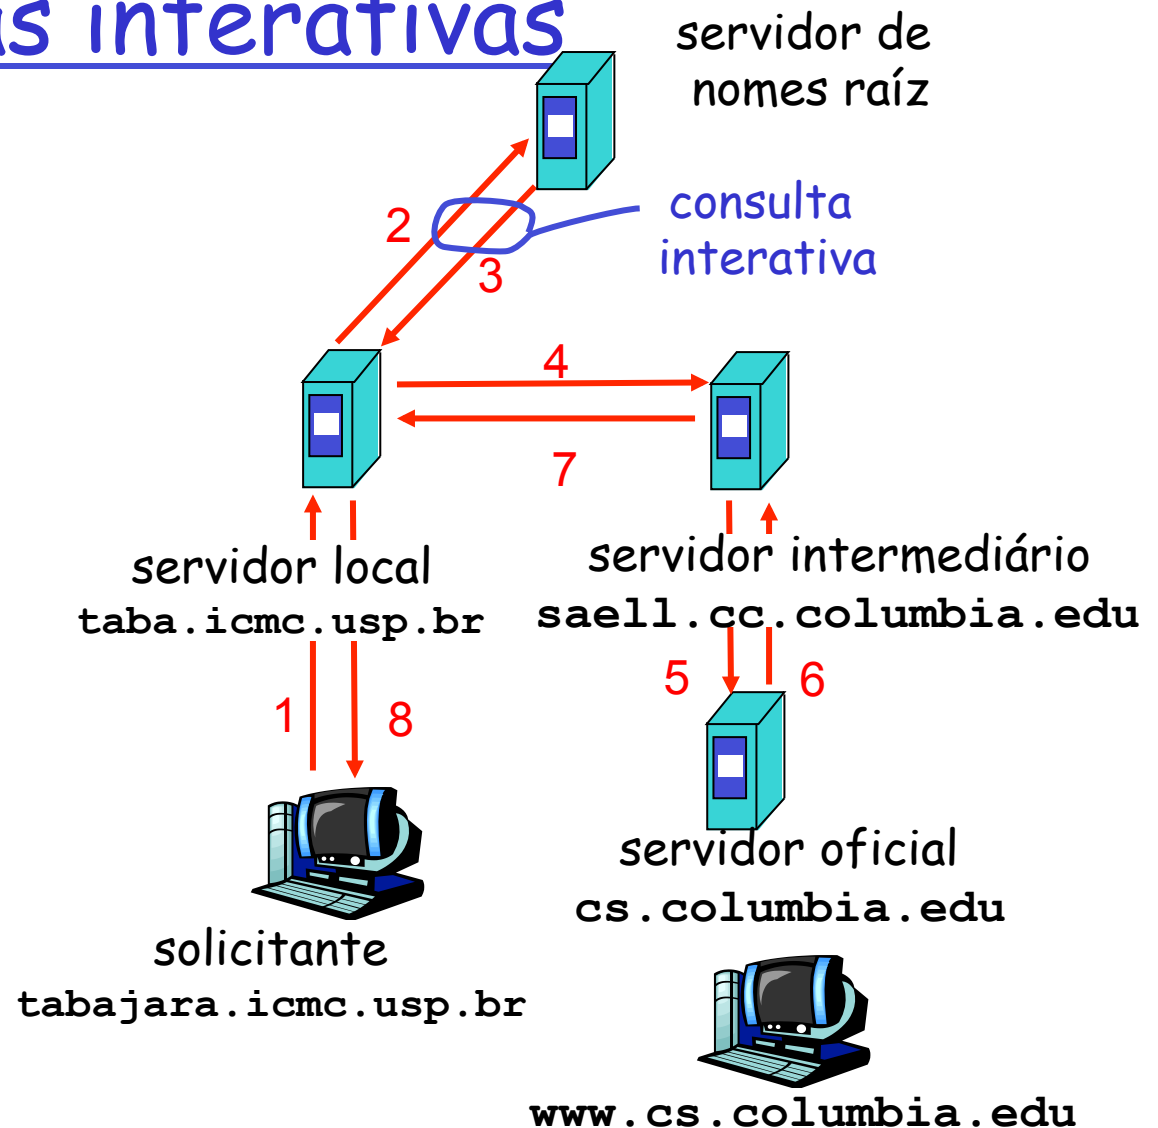 interativas
servidor de
nomes raíz
consulta
interativa
2
3
4
7
servidor local
taba.icmc.usp.br
servidor intermediário
saell.cc.columbia.edu
1
8
5
6
servidor oficial
cs.columbia.edu
solicitante
tabajara.icmc.usp.br
www.cs.columbia.edu